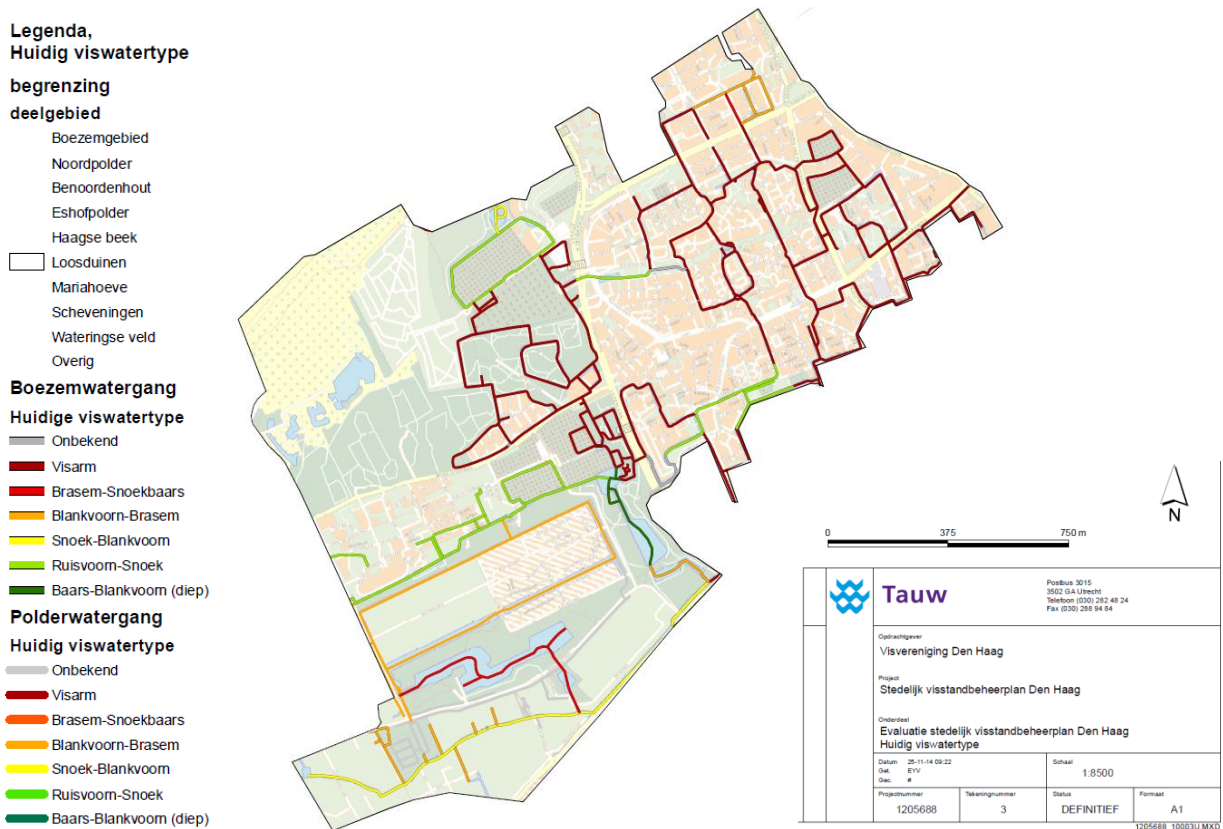 Legenda,
Huidig viswatertype
begrenzing
deelgebied
Boezemgebied
Noordpolder
Benoordenhout
Eshofpolder
Haagse beek
Loosduinen
Mariahoeve
Scheveningen
Wateringse veld
Overig
Boezemwatergang
Huidige viswatertype
Onbekend
Visarm
Brasem-Snoekbaars
Blankvoorn-Brasem
Snoek-Blankvoorn
Ruisvoorn-Snoek
Baars-Blankvoorn (diep)
Polderwatergang
Huidig viswatertype
Onbekend
Visarm
Brasem-Snoekbaars
Blankvoorn-Brasem
Snoek-Blankvoorn
Ruisvoorn-Snoek
Baars-Blankvoorn (diep)
N
0 375 750 m
Tauw
Postbus 3015
3502 GA Utrecht
Telefoon (030) 282 48 24
Fax (030) 288 94 84
Opdrachtgever
Visvereniging Den Haag
Project
Stedelijk visstandbeheerplan Den Haag
Onderdeel
Evaluatie stedelijk visstandbeheerplan Den Haag
Huidig viswatertype
Datum 25-11-14 09:22
Get. EYV
Gec. #
Schaal
1:8500
Projectnummer
1205688
Tekeningnummer
3
Status
DEFINITIEF
Formaat
A1
1205688_10003U.MXD